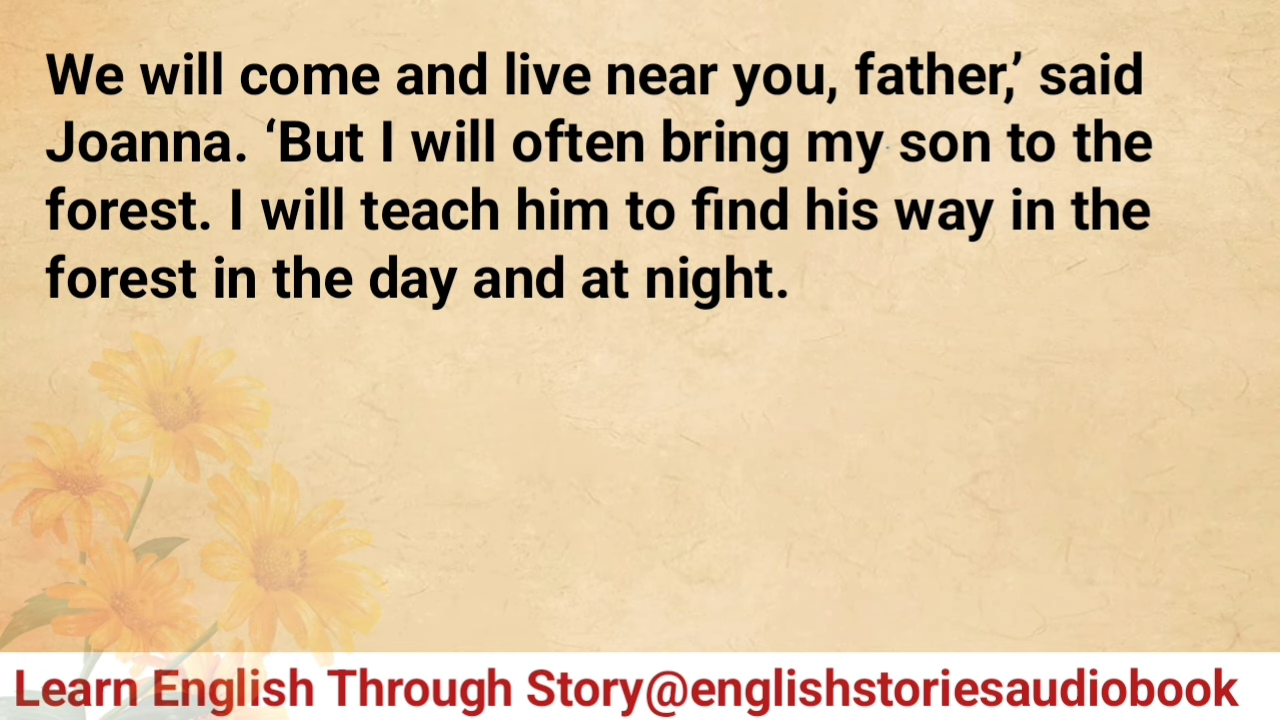 We will come and live near you, father,’ said
Joanna. ‘But I will often bring my son to the
forest. I will teach him to find his way in the
forest in the day and at night.
Learn English Through Story@englishstoriesaudiobook